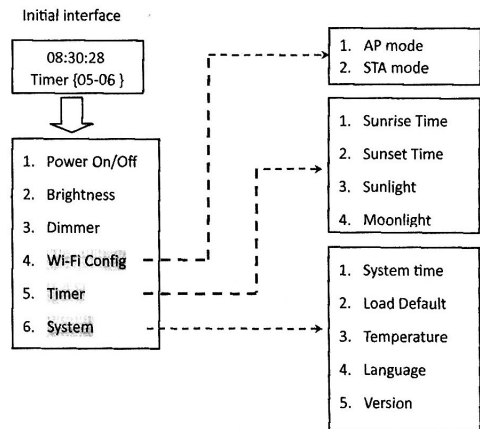 Initial interface
08:30:28
Timer {05-06 }
1. Power On/Off
2. Brightness
3. Dimmer
4. Wi-Fi Config
5. Timer
6. System
1. AP mode
2. STA mode
1. Sunrise Time
2. Sunset Time
3. Sunlight
4. Moonlight
1. System time
2. Load Default
3. Temperature
4. Language
5. Version